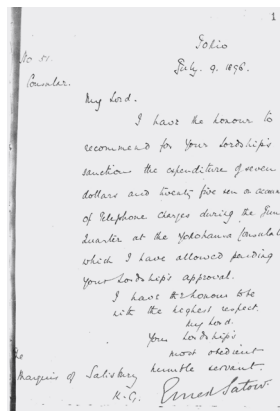 1
Tokio
July. 9. 1896.
No 51.
Consular.
My Lord.
I have the honour to
recommend for Your Lordship's
sanction the expenditure of seven
dollars and twenty five sen on account
of Telephone charges during the June
Quarter at the Yokohama Consulate
which I have allowed pending
Your Lordship's approval.
I have the honour to be
with the highest respect,
My Lord.
Your Lordship's
most obedient
humble servant.
The
Marquis of Salisbury
K.G.
Ernest Satow.